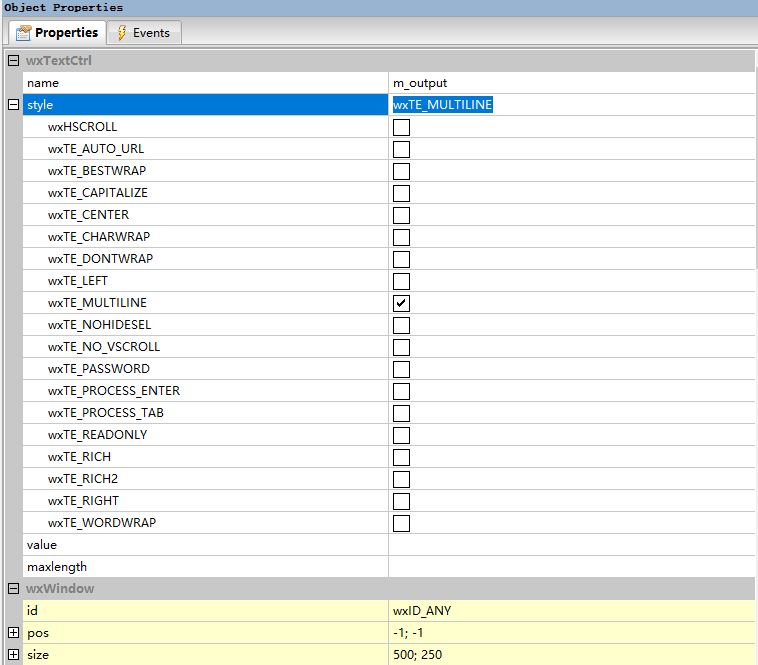 Object Properties
Properties Events
wxTextCtrl
name m_output
style wxTE_MULTILINE
wxHSCROLL
wxTE_AUTO_URL
wxTE_BESTWRAP
wxTE_CAPITALIZE
wxTE_CENTER
wxTE_CHARWRAP
wxTE_DONTWRAP
wxTE_LEFT
wxTE_MULTILINE
wxTE_NOHIDESEL
wxTE_NO_VSCROLL
wxTE_PASSWORD
wxTE_PROCESS_ENTER
wxTE_PROCESS_TAB
wxTE_READONLY
wxTE_RICH
wxTE_RICH2
wxTE_RIGHT
wxTE_WORDWRAP
value
maxlength
wxWindow
id wxID_ANY
pos -1; -1
size 500; 250